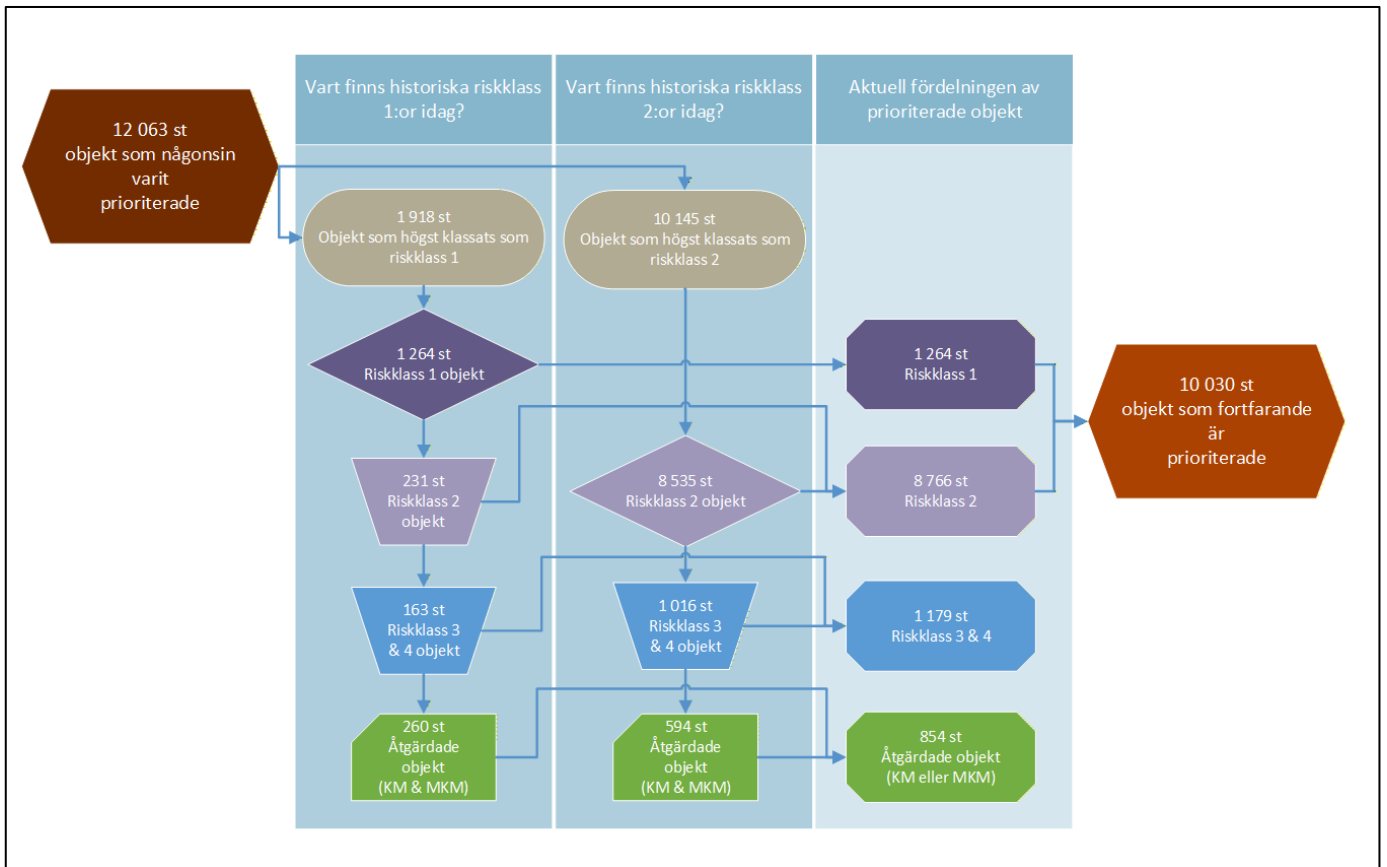 Vart finns historiska riskklass
1:or idag?
Vart finns historiska riskklass
2:or idag?
Aktuell fördelningen av
prioriterade objekt
12 063 st
objekt som någonsin
varit
prioriterade
1 918 st
Objekt som högst klassats som
riskklass 1
10 145 st
Objekt som högst klassats som
riskklass 2
1 264 st
Riskklass 1 objekt
1 264 st
Riskklass 1
10 030 st
objekt som fortfarande
är
prioriterade
231 st
Riskklass 2
objekt
8 535 st
Riskklass 2 objekt
8 766 st
Riskklass 2
163 st
Riskklass 3
& 4 objekt
1 016 st
Riskklass 3
& 4 objekt
1 179 st
Riskklass 3 & 4
260 st
Åtgärdade
objekt
(KM & MKM)
594 st
Åtgärdade
objekt
(KM & MKM)
854 st
Åtgärdade objekt
(KM eller MKM)